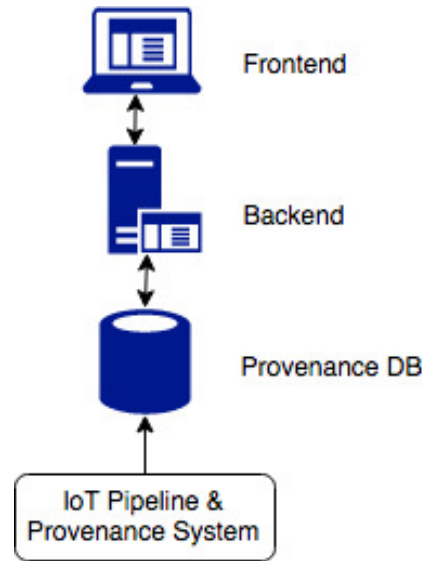 Frontend
Backend
Provenance DB
IoT Pipeline &
Provenance System